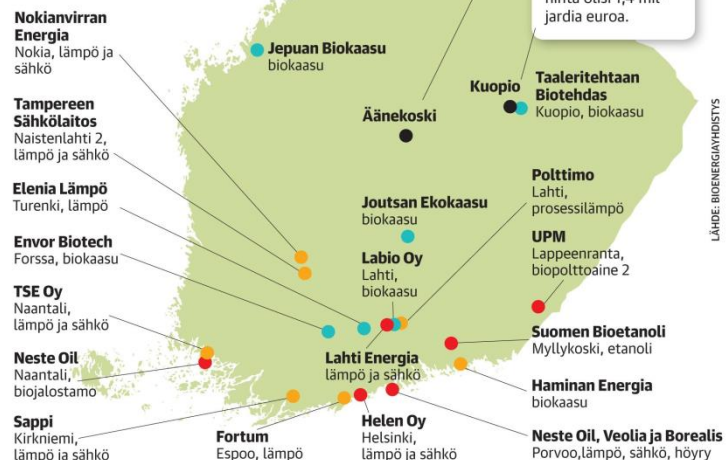 hinta olisi 1,4 mil-
jardia euroa.
Nokianvirran
Energia
Nokia, lämpö ja
sähkö
Jepuan Biokaasu
biokaasu
Äänekoski
Kuopio
Taaleritehtaan
Biotehdas
Kuopio, biokaasu
Tampereen
Sähkölaitos
Naistenlahti 2,
lämpö ja sähkö
Elenia Lämpö
Turenki, lämpö
Envor Biotech
Forssa, biokaasu
TSE Oy
Naantali,
lämpö ja sähkö
Neste Oil
Naantali,
biojalostamo
Sappi
Kirkniemi,
lämpö ja sähkö
Joutsan Ekokaasu
biokaasu
Labio Oy
Lahti,
biokaasu
Lahti Energia
lämpö ja sähkö
Polttimo
Lahti,
prosessilämpö
UPM
Lappeenranta,
biopolttoaine 2
Suomen Bioetanoli
Myllykoski, etanoli
Haminan Energia
biokaasu
Fortum
Espoo, lämpö
Helen Oy
Helsinki,
lämpö ja sähkö
Neste Oil, Veolia ja Borealis
Porvoo,lämpö, sähkö, höyry
LÄHDE: BIOENERGIAYHDISTYS